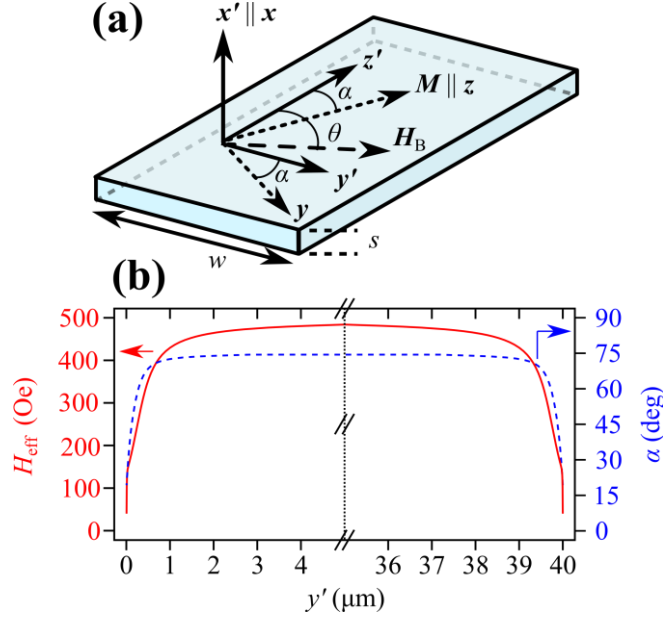 (a)
x′ ∥ x
z′
α
M ∥ z
θ
H_B
α
y′
y
w
s
(b)
500
400
300
200
100
0
H_eff (Oe)
90
75
60
45
30
15
0
α (deg)
0 1 2 3 4 36 37 38 39 40
y′ (μm)